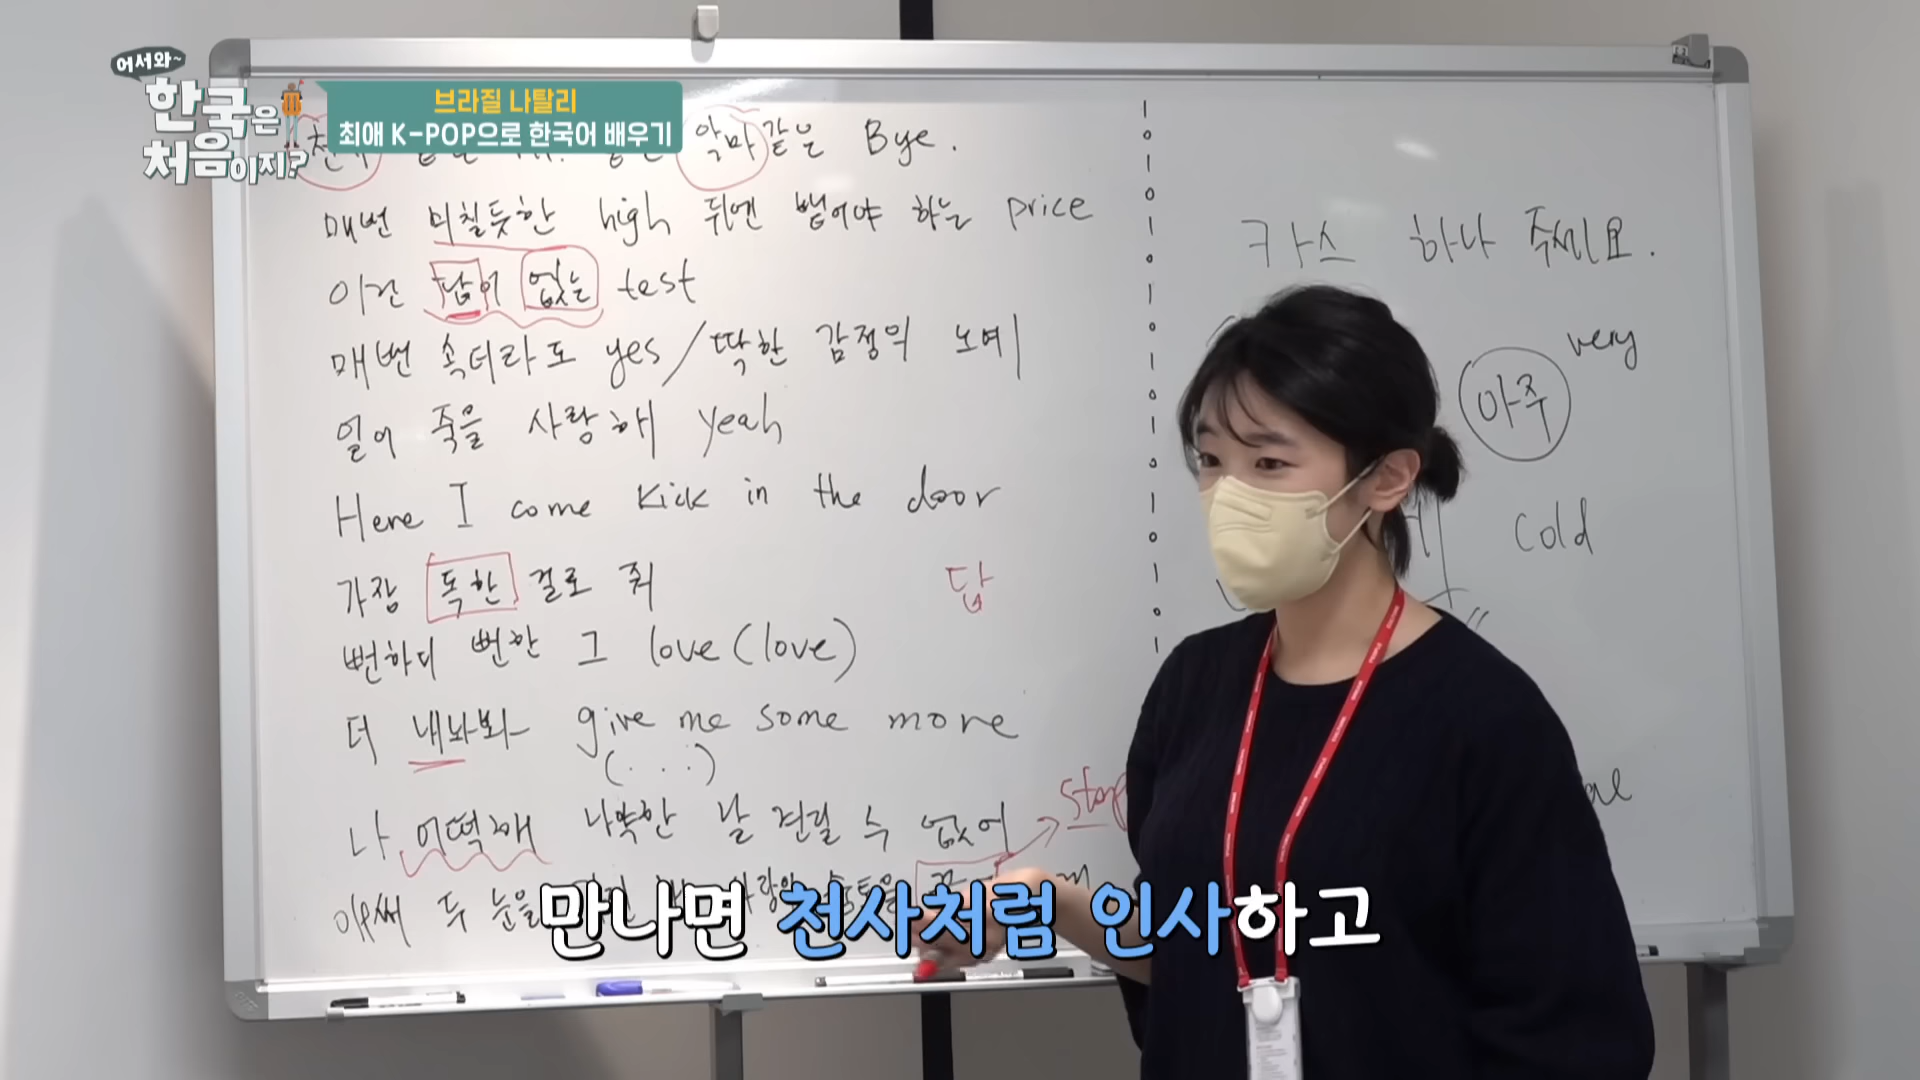 어서와~
한국은
처음이지?
브라질 나탈리
최애 K-POP으로 한국어 배우기
악마같은 Bye.
매번 미칠듯한 high 뒤엔 뱉어야 하는 price
이건 답이 없는 test
매번 속더라도 yes / 딱한 감정의 노예
얼어 죽을 사랑해 yeah
Here I come kick in the door
가장 독한 걸로 줘
답
뻔하디 뻔한 그 love (love)
더 내놔봐 give me some more
(...)
나 어떡해 나약한 날 견딜 수 없어
두 눈을
카스 하나 주세요.
very
아주
cold
만나면 천사처럼 인사하고